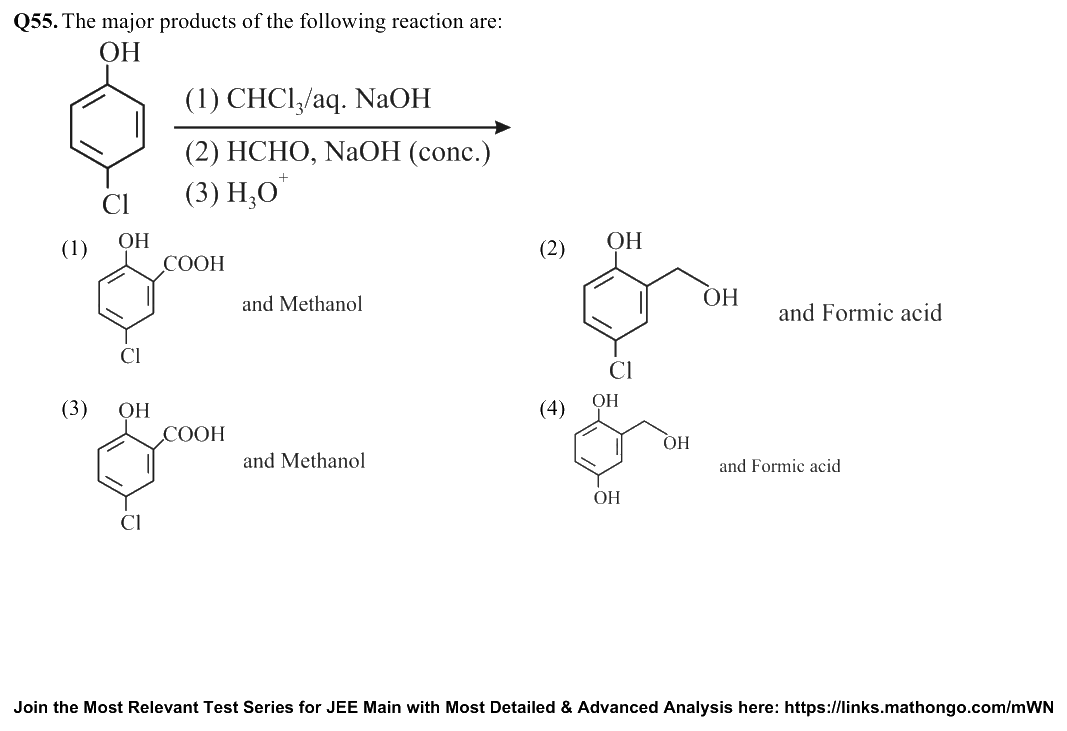 Q55. The major products of the following reaction are:
OH
(1) CHCl₃/aq. NaOH
(2) HCHO, NaOH (conc.)
(3) H₃O⁺
Cl
(1) OH
COOH
and Methanol
Cl
(2) OH
OH
and Formic acid
Cl
(3) OH
COOH
and Methanol
Cl
(4) OH
OH
and Formic acid
OH
Join the Most Relevant Test Series for JEE Main with Most Detailed & Advanced Analysis here: https://links.mathongo.com/mWN